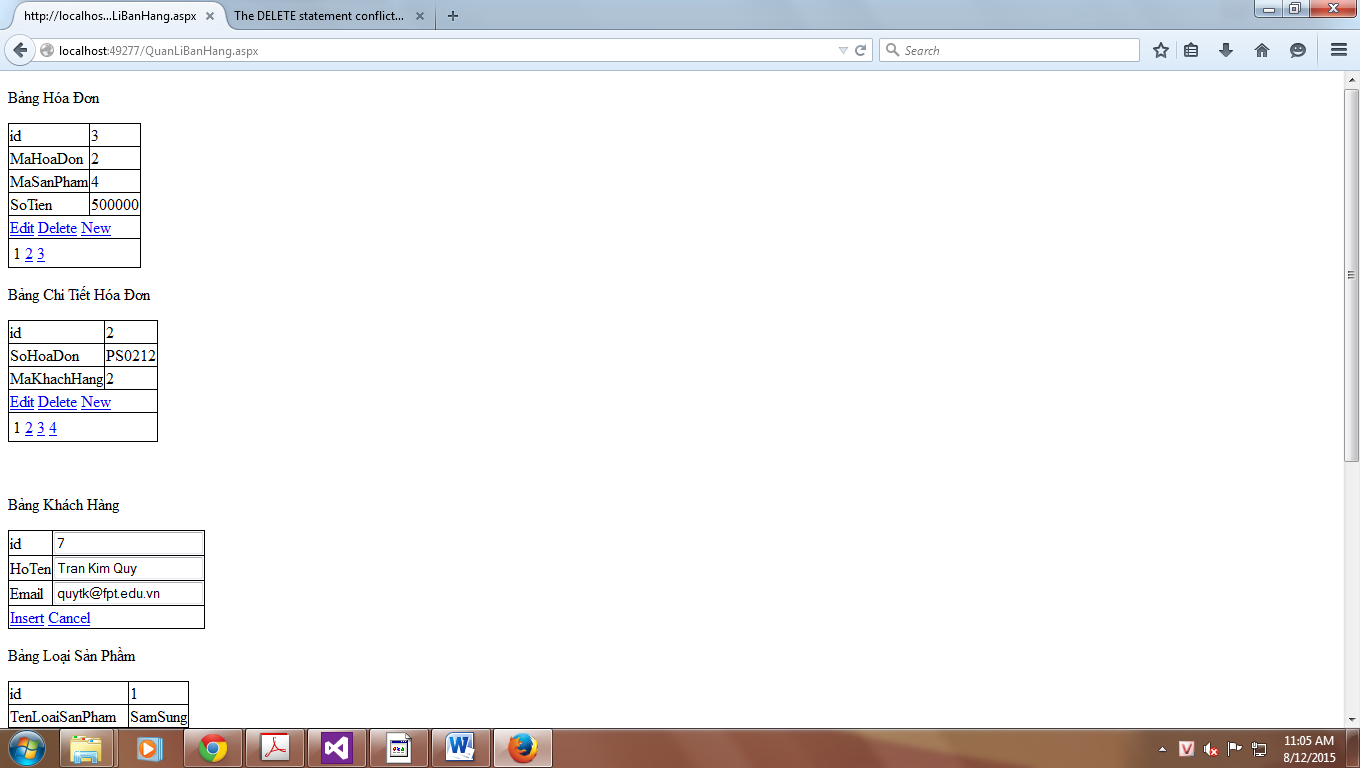 http://localhos...LiBanHang.aspx
The DELETE statement conflict...
localhost:49277/QuanLiBanHang.aspx
Search
Bảng Hóa Đơn
id 3
MaHoaDon 2
MaSanPham 4
SoTien 500000
Edit Delete New
1 2 3
Bảng Chi Tiết Hóa Đơn
id 2
SoHoaDon PS0212
MaKhachHang 2
Edit Delete New
1 2 3 4
Bảng Khách Hàng
id 7
HoTen Tran Kim Quy
Email quytk@fpt.edu.vn
Insert Cancel
Bảng Loại Sản Phẩm
id 1
TenLoaiSanPham SamSung
11:05 AM
8/12/2015